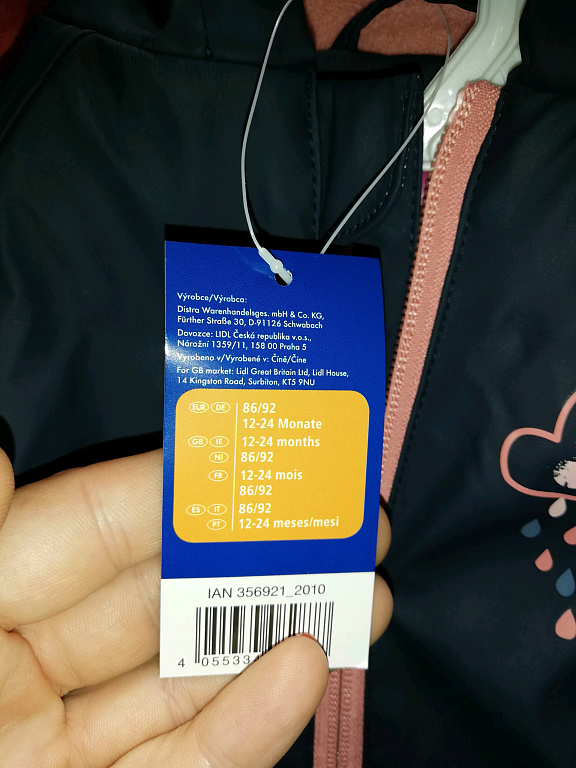 Výrobce/Výrobca:
Distra Warenhandelsges. mbH & Co. KG,
Fürther Straße 30, D-91126 Schwabach
Dovozce: LIDL Česká republika v.o.s.,
Nárožní 1359/11, 158 00 Praha 5
Vyrobeno v/Vyrobené v: Číně/Číne
For GB market: Lidl Great Britain Ltd, Lidl House,
14 Kingston Road, Surbiton, KT5 9NU
EUR DE 86/92
12-24 Monate
GB IE 12-24 months
NI 86/92
FR 12-24 mois
86/92
ES IT 86/92
PT 12-24 meses/mesi
IAN 356921_2010
4 055334